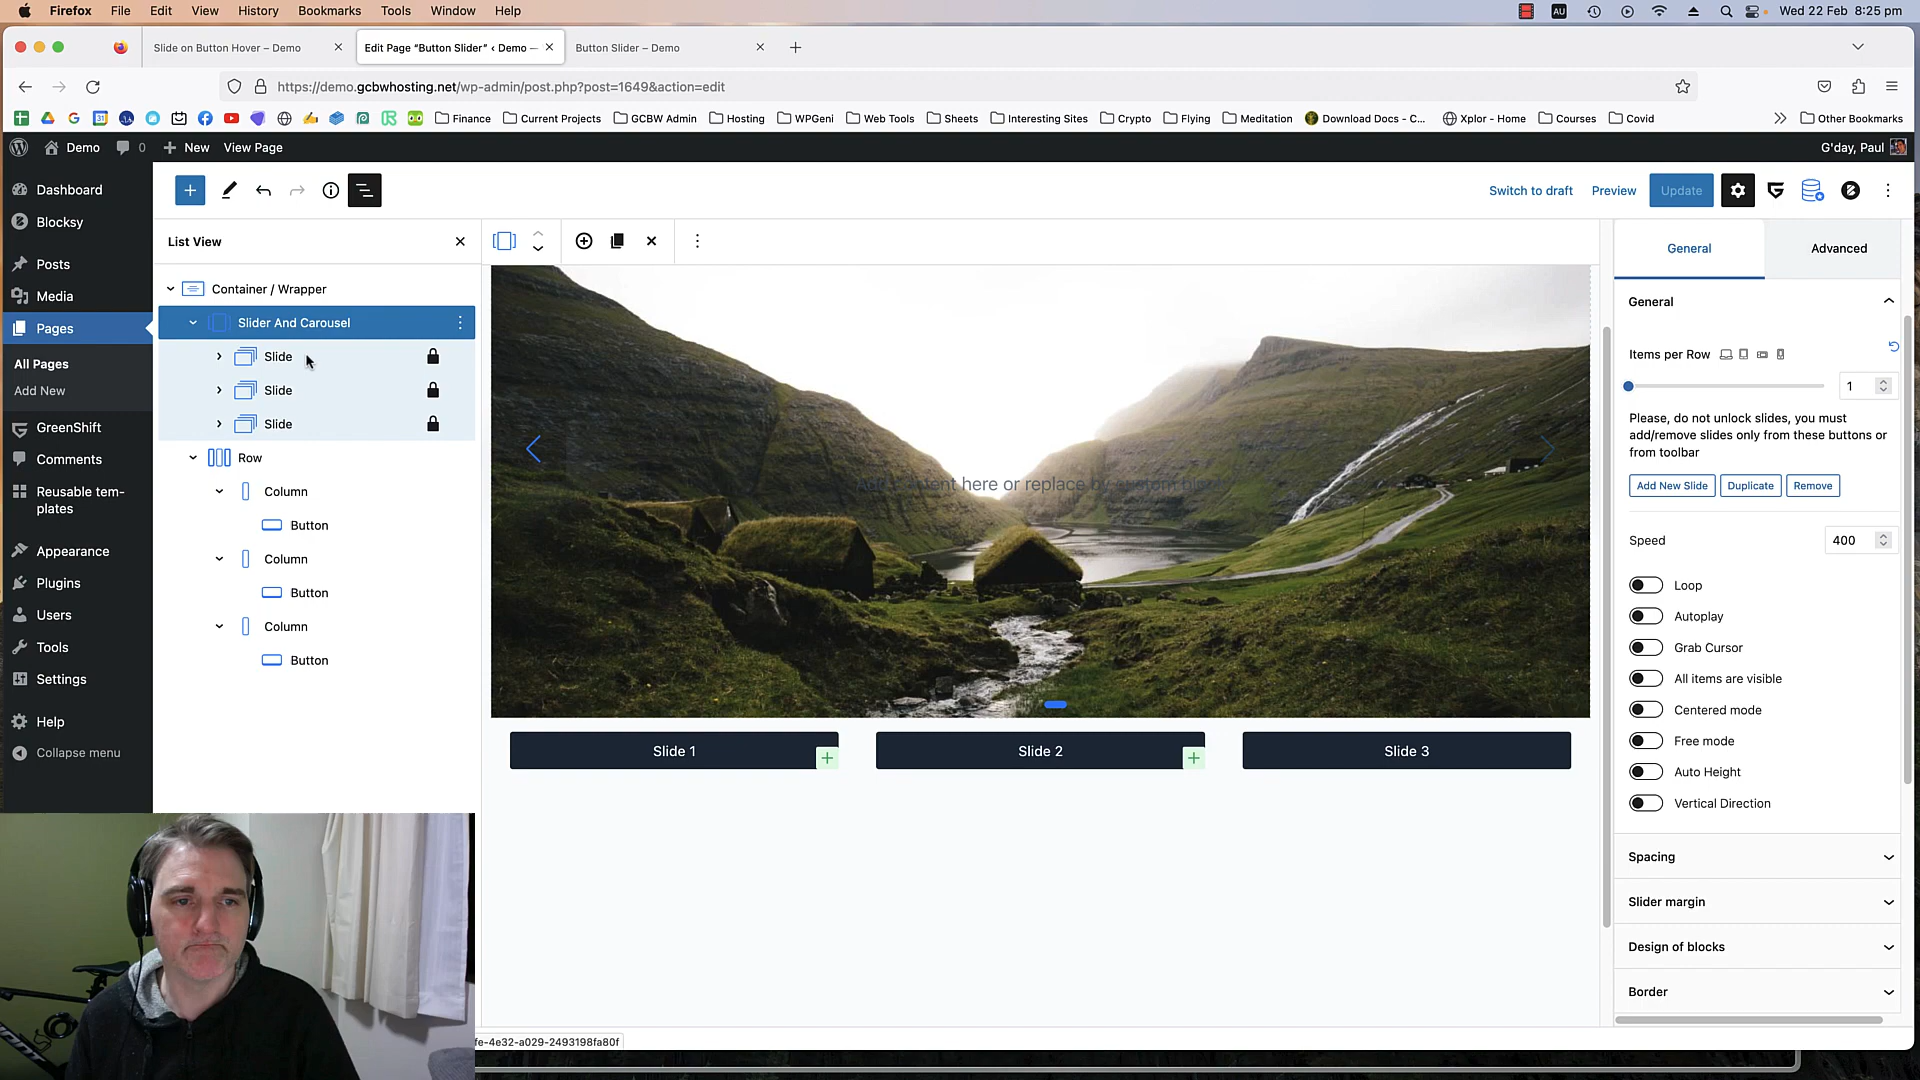 Firefox File Edit View History Bookmarks Tools Window Help
AU Wed 22 Feb 8:25 pm
Slide on Button Hover – Demo
Edit Page “Button Slider” ‹ Demo —
Button Slider – Demo
https://demo.gcbwhosting.net/wp-admin/post.php?post=1649&action=edit
Finance Current Projects GCBW Admin Hosting WPGeni Web Tools Sheets Interesting Sites Crypto Flying Meditation Download Docs - C... Xplor - Home Courses Covid Other Bookmarks
Demo 0 New View Page G'day, Paul
Dashboard
Blocksy
Posts
Media
Pages
All Pages
Add New
GreenShift
Comments
Reusable tem-
plates
Appearance
Plugins
Users
Tools
Settings
Help
Collapse menu
Switch to draft Preview Update
List View
Container / Wrapper
Slider And Carousel
Slide
Slide
Slide
Row
Column
Button
Column
Button
Column
Button
here or replace by
Slide 1
Slide 2
Slide 3
General Advanced
General
Items per Row
1
Please, do not unlock slides, you must
add/remove slides only from these buttons or
from toolbar
Add New Slide Duplicate Remove
Speed 400
Loop
Autoplay
Grab Cursor
All items are visible
Centered mode
Free mode
Auto Height
Vertical Direction
Spacing
Slider margin
Design of blocks
Border
fe-4e32-a029-2493198fa80f